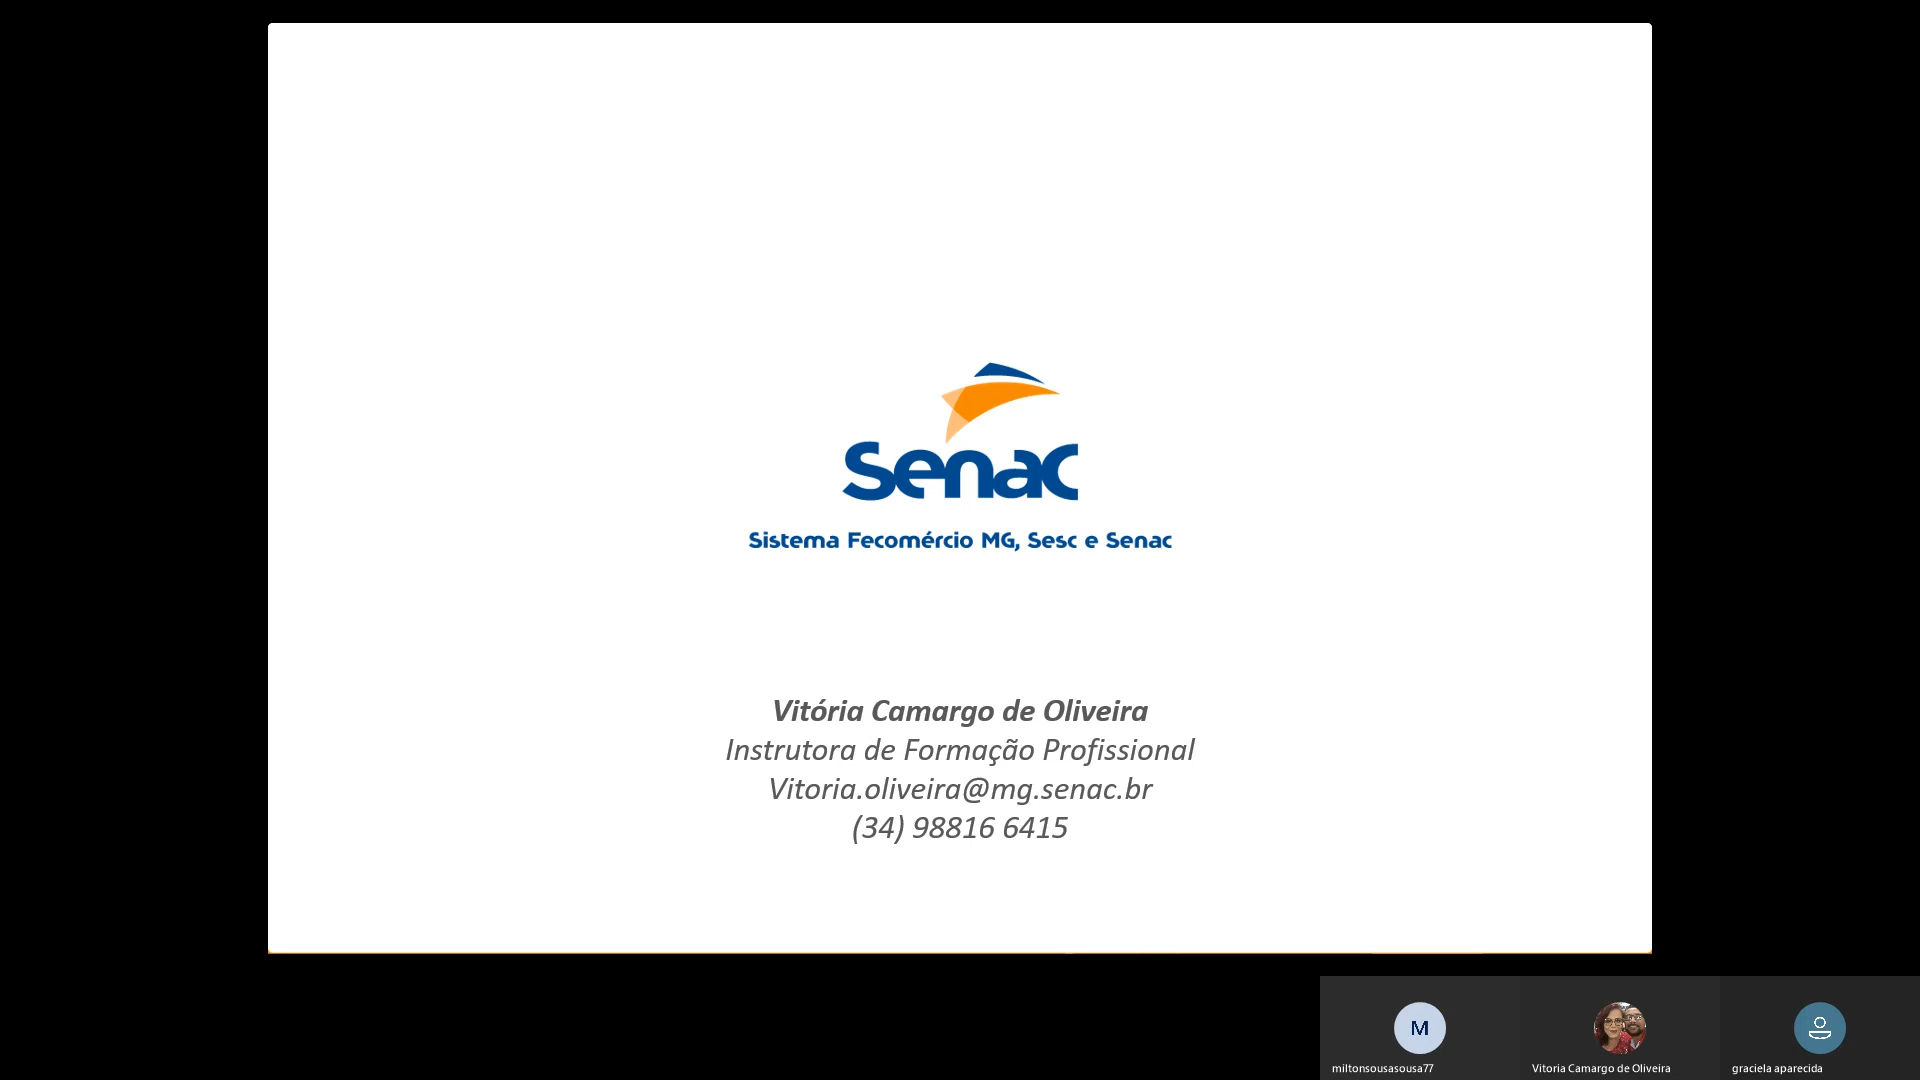 Senac
Sistema Fecomércio MG, Sesc e Senac
Vitória Camargo de Oliveira
Instrutora de Formação Profissional
Vitoria.oliveira@mg.senac.br
(34) 98816 6415
M
miltonsousasousa77
Vitoria Camargo de Oliveira
graciela aparecida